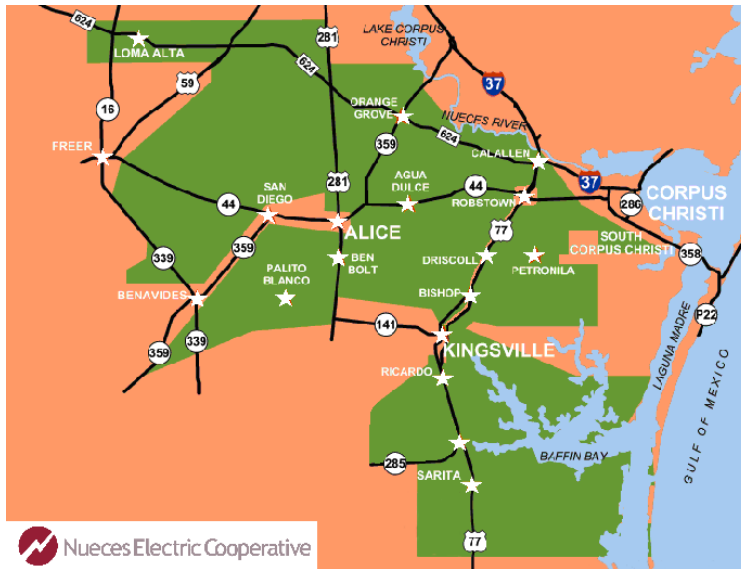 624
LOMA ALTA
281
LAKE CORPUS
CHRISTI
59
624
37
16
ORANGE
GROVE
NUECES RIVER
624
359
FREER
CALALLEN
281
AGUA
DULCE
44
37
SAN
DIEGO
ROBSTOWN
CORPUS
CHRISTI
44
286
ALICE
77
SOUTH
CORPUS CHRISTI
339
359
BEN
BOLT
DRISCOLL
PETRONILA
358
PALITO
BLANCO
BENAVIDES
BISHOP
P22
141
LAGUNA MADRE
339
359
KINGSVILLE
GULF OF MEXICO
RICARDO
285
BAFFIN BAY
SARITA
77
Nueces Electric Cooperative